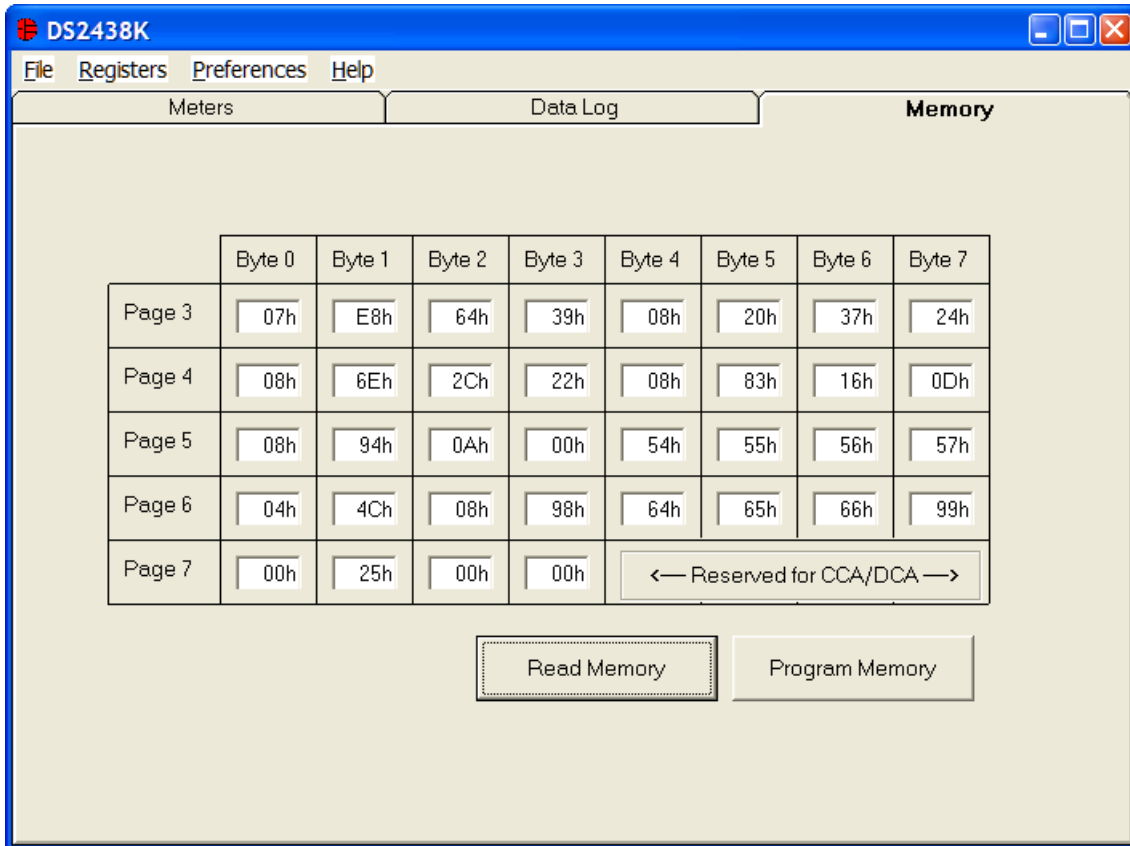 DS2438K
File Registers Preferences Help
Meters Data Log Memory
Byte 0 Byte 1 Byte 2 Byte 3 Byte 4 Byte 5 Byte 6 Byte 7
Page 3 07h E8h 64h 39h 08h 20h 37h 24h
Page 4 08h 6Eh 2Ch 22h 08h 83h 16h 0Dh
Page 5 08h 94h 0Ah 00h 54h 55h 56h 57h
Page 6 04h 4Ch 08h 98h 64h 65h 66h 99h
Page 7 00h 25h 00h 00h <— Reserved for CCA/DCA —>
Read Memory Program Memory